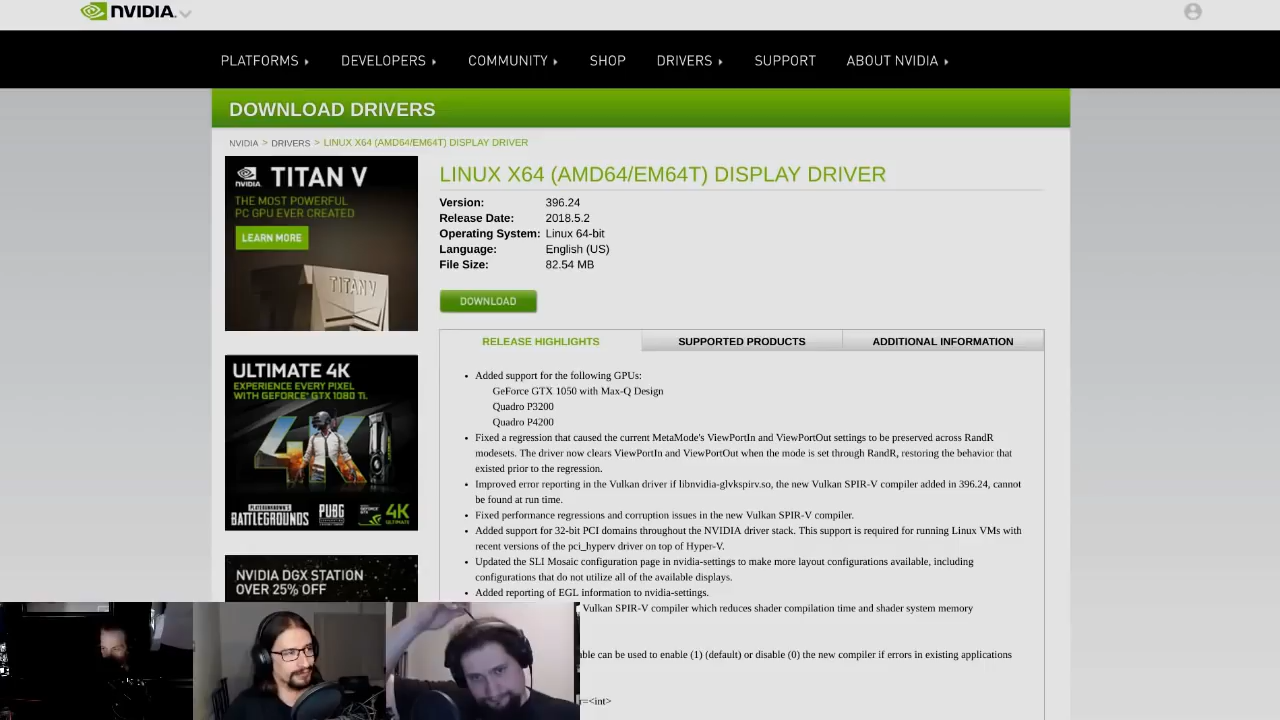 NVIDIA.
PLATFORMS DEVELOPERS COMMUNITY SHOP DRIVERS SUPPORT ABOUT NVIDIA
DOWNLOAD DRIVERS
NVIDIA > DRIVERS > LINUX X64 (AMD64/EM64T) DISPLAY DRIVER
NVIDIA. TITAN V
THE MOST POWERFUL
PC GPU EVER CREATED
LEARN MORE
TITAN V
ULTIMATE 4K
EXPERIENCE EVERY PIXEL
WITH GEFORCE® GTX 1080 Ti.
4K
PLAYERUNKNOWN'S
BATTLEGROUNDS PUBG GEFORCE GTX 4K
ULTIMATE
NVIDIA DGX STATION
OVER 25% OFF
LINUX X64 (AMD64/EM64T) DISPLAY DRIVER
Version: 396.24
Release Date: 2018.5.2
Operating System: Linux 64-bit
Language: English (US)
File Size: 82.54 MB
DOWNLOAD
RELEASE HIGHLIGHTS SUPPORTED PRODUCTS ADDITIONAL INFORMATION
• Added support for the following GPUs:
GeForce GTX 1050 with Max-Q Design
Quadro P3200
Quadro P4200
• Fixed a regression that caused the current MetaMode's ViewPortIn and ViewPortOut settings to be preserved across RandR
modesets. The driver now clears ViewPortIn and ViewPortOut when the mode is set through RandR, restoring the behavior that
existed prior to the regression.
• Improved error reporting in the Vulkan driver if libnvidia-glvkspirv.so, the new Vulkan SPIR-V compiler added in 396.24, cannot
be found at run time.
• Fixed performance regressions and corruption issues in the new Vulkan SPIR-V compiler.
• Added support for 32-bit PCI domains throughout the NVIDIA driver stack. This support is required for running Linux VMs with
recent versions of the pci_hyperv driver on top of Hyper-V.
• Updated the SLI Mosaic configuration page in nvidia-settings to make more layout configurations available, including
configurations that do not utilize all of the available displays.
• Added reporting of EGL information to nvidia-settings.
Vulkan SPIR-V compiler which reduces shader compilation time and shader system memory
able can be used to enable (1) (default) or disable (0) the new compiler if errors in existing applications
r=<int>